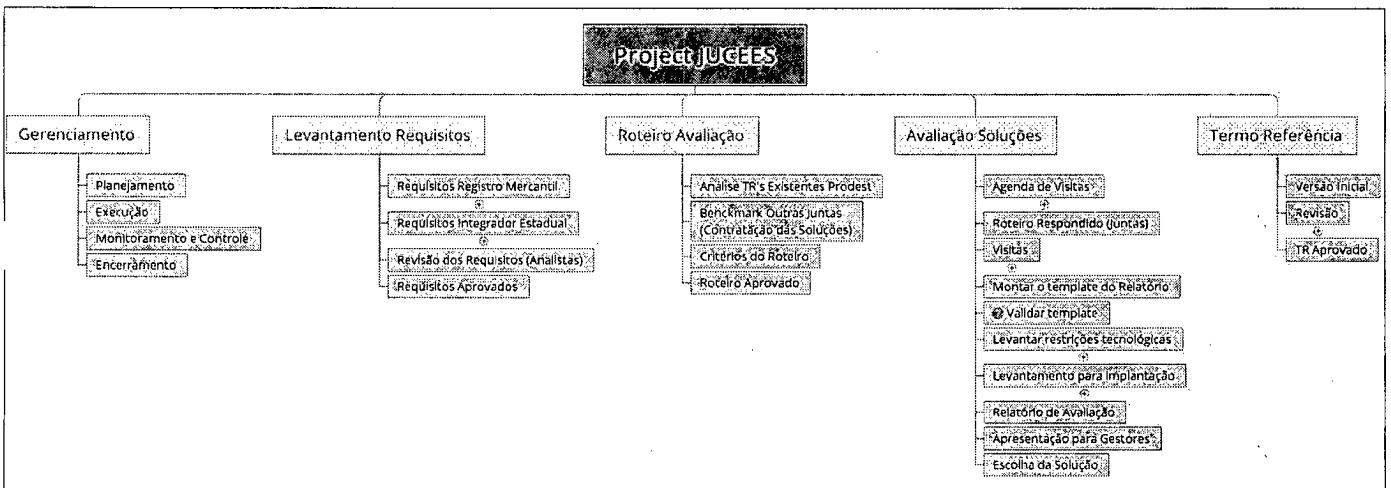 Project JUCEES
Gerenciamento
Planejamento
Execução
Monitoramento e Controle
Encerramento
Levantamento Requisitos
Requisitos Registro Mercantil
Requisitos Integrador Estadual
Revisão dos Requisitos (Analistas)
Requisitos Aprovados
Roteiro Avaliação
Análise TR's Existentes Prodest
Benckmark Outras Juntas
(Contratação das Soluções)
Critérios do Roteiro
Roteiro Aprovado
Avaliação Soluções
Agenda de Visitas
Roteiro Respondido (Juntas)
Visitas
Montar o template do Relatório
Validar template
Levantar restrições tecnológicas
Levantamento para Implantação
Relatório de Avaliação
Apresentação para Gestores
Escolha da Solução
Termo Referência
Versão Inicial
Revisão
TR Aprovado